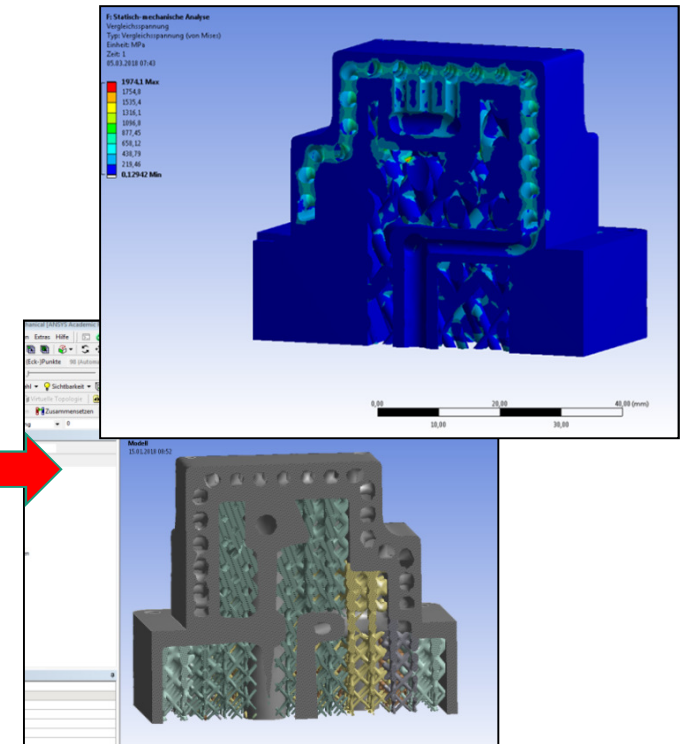 F: Statisch-mechanische Analyse
Vergleichsspannung
Typ: Vergleichsspannung (von Mises)
Einheit: MPa
Zeit: 1
05.03.2018 07:43
1974,1 Max
1754,8
1535,4
1316,1
1096,8
877,45
658,12
438,79
219,46
0,12942 Min
0,00
20,00
40,00 (mm)
10,00
30,00
Extras Hilfe
(Eck-)Punkte
Sichtbarkeit
Virtuelle Topologie
Zusammensetzen
0
Modell
15.01.2018 06:52